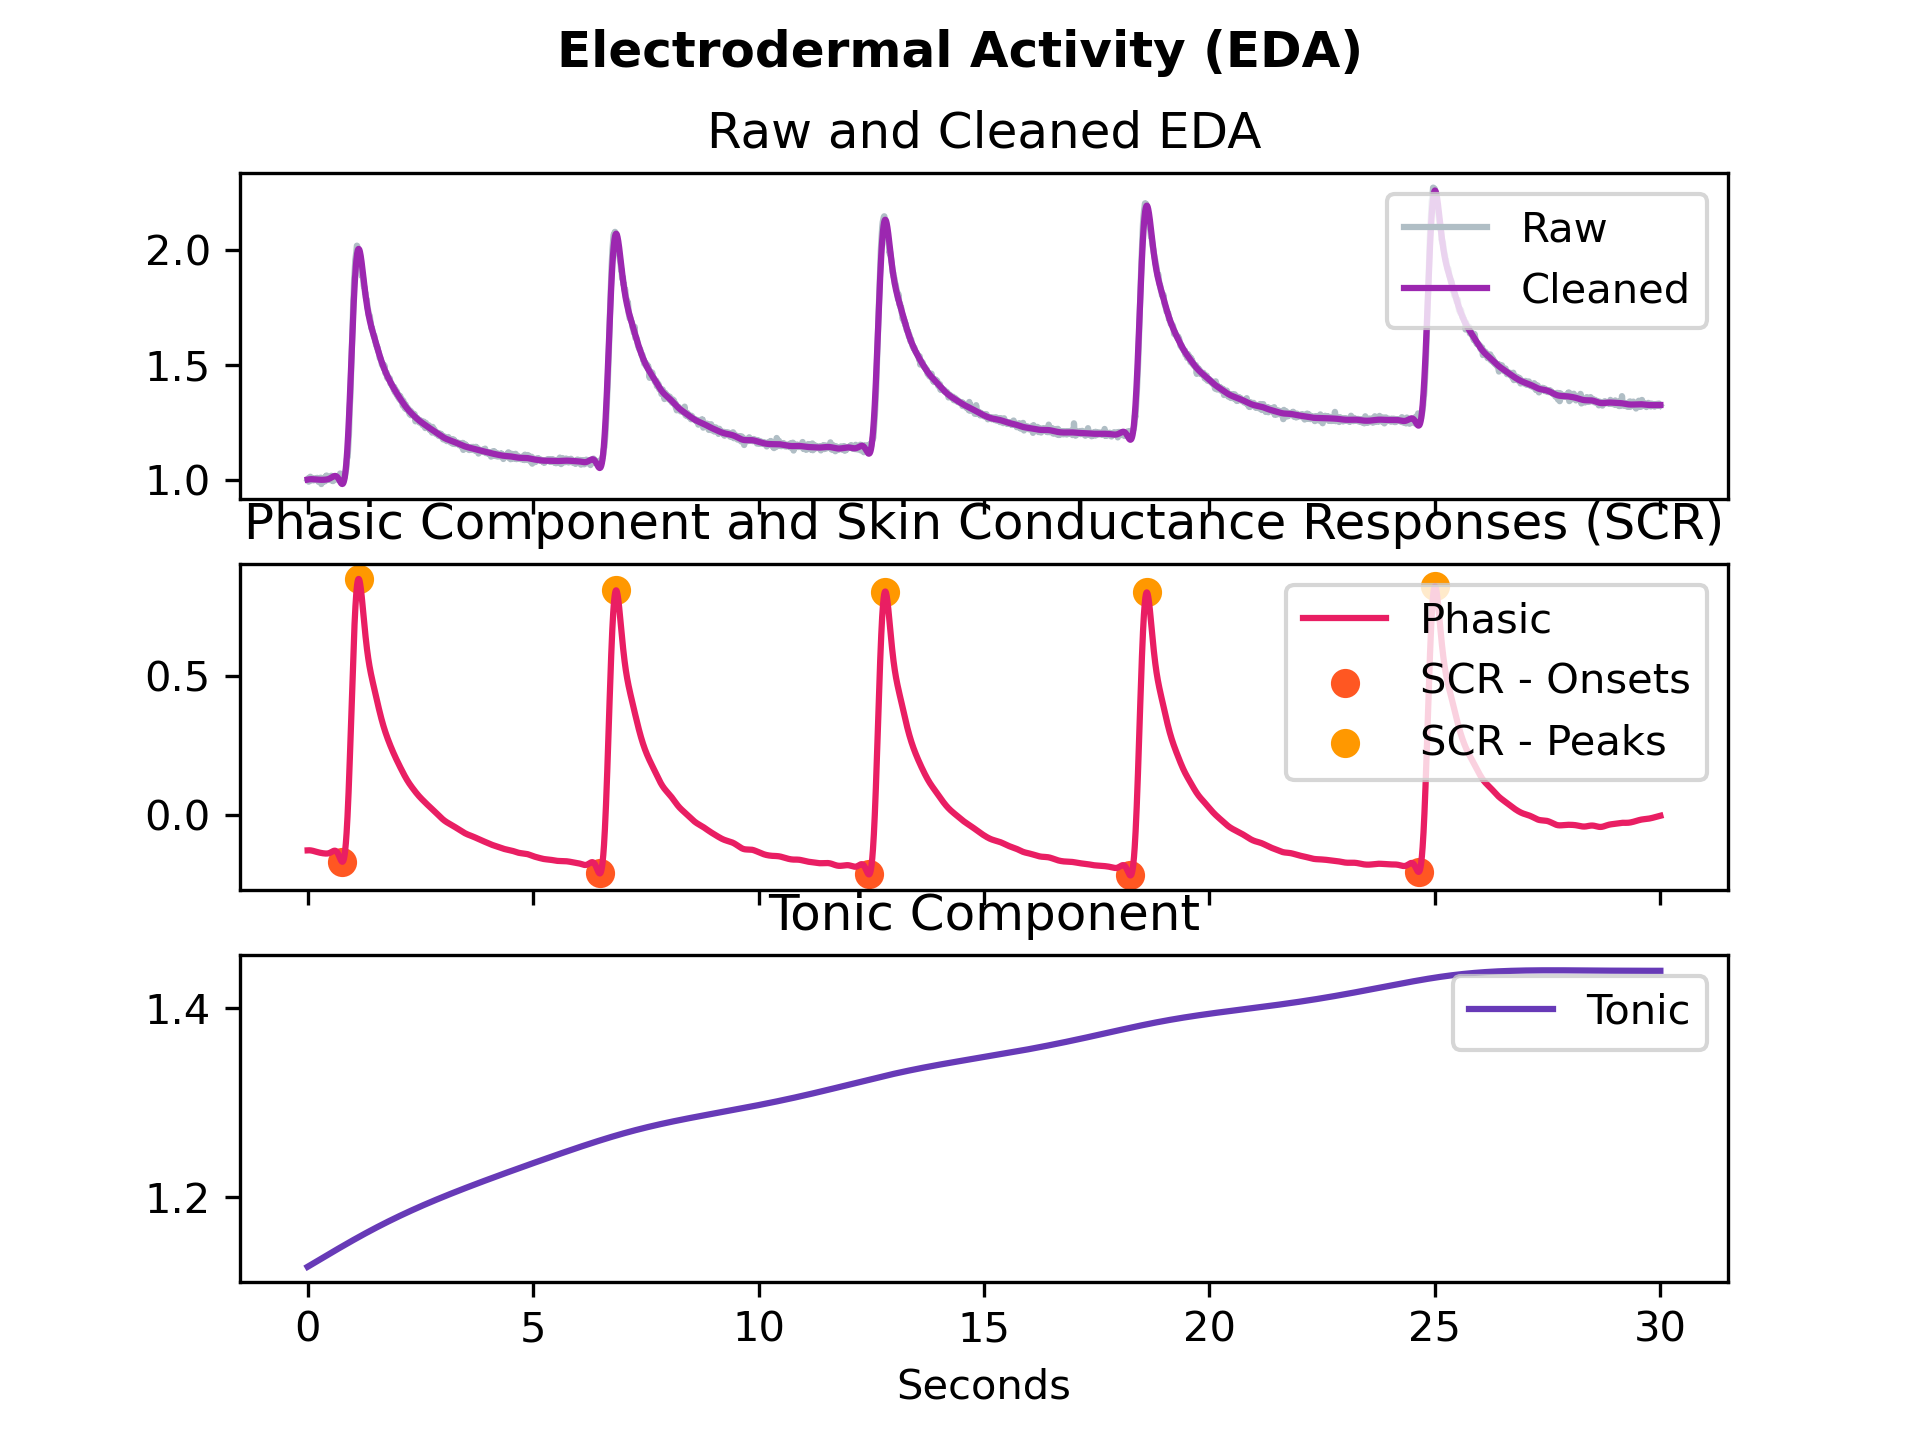 Electrodermal Activity (EDA)
Raw and Cleaned EDA
2.0
1.5
1.0
Raw
Cleaned
Phasic Component and Skin Conductance Responses (SCR)
0.5
0.0
Phasic
SCR - Onsets
SCR - Peaks
Tonic Component
1.4
1.2
Tonic
0 5 10 15 20 25 30
Seconds